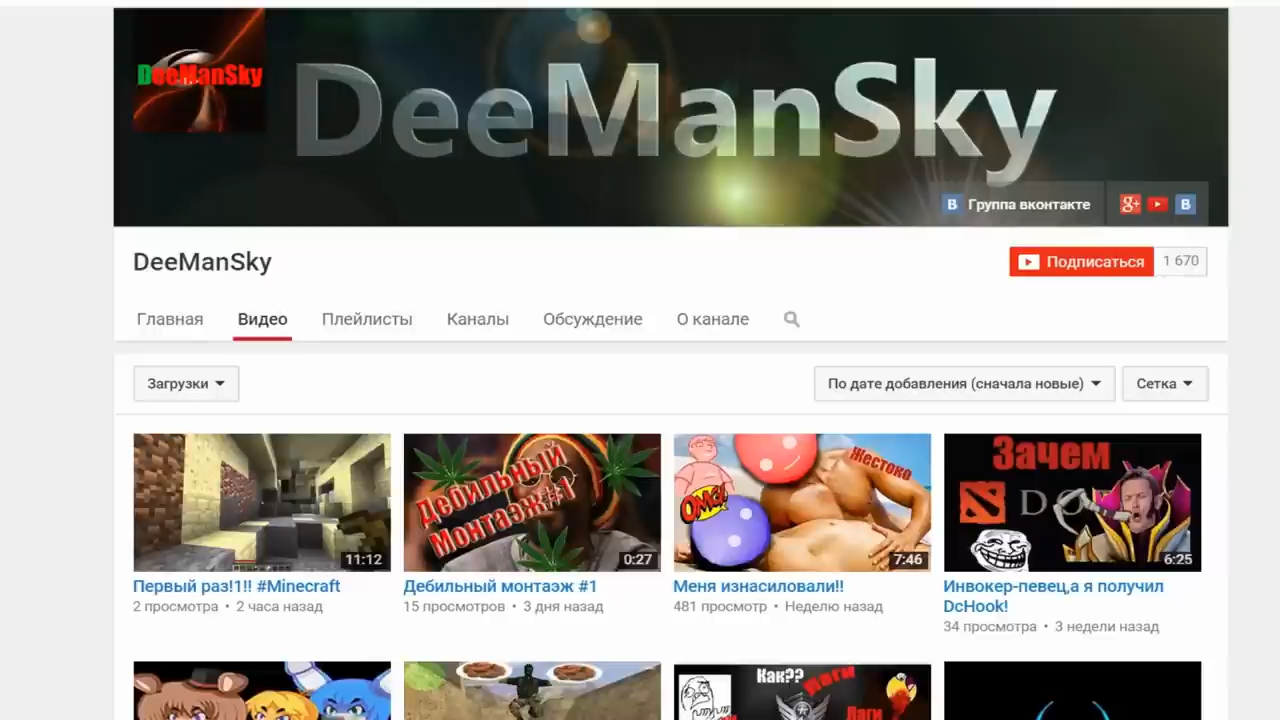 DeeManSky
DeeManSky
Группа вконтакте
DeeManSky
Подписаться
1 670
Главная
Видео
Плейлисты
Каналы
Обсуждение
О канале
Загрузки
По дате добавления (сначала новые)
Сетка
11:12
Дебильный
Монтаэж#1
0:27
Жестоко
OMG!
7:46
Зачем
6:25
Первый раз!1!! #Minecraft
2 просмотра • 2 часа назад
Дебильный монтаэж #1
15 просмотров • 3 дня назад
Меня изнасиловали!!
481 просмотр • Неделю назад
Инвокер-певец,а я получил
DcHook!
34 просмотра • 3 недели назад
Как??
Лаги
Лаги